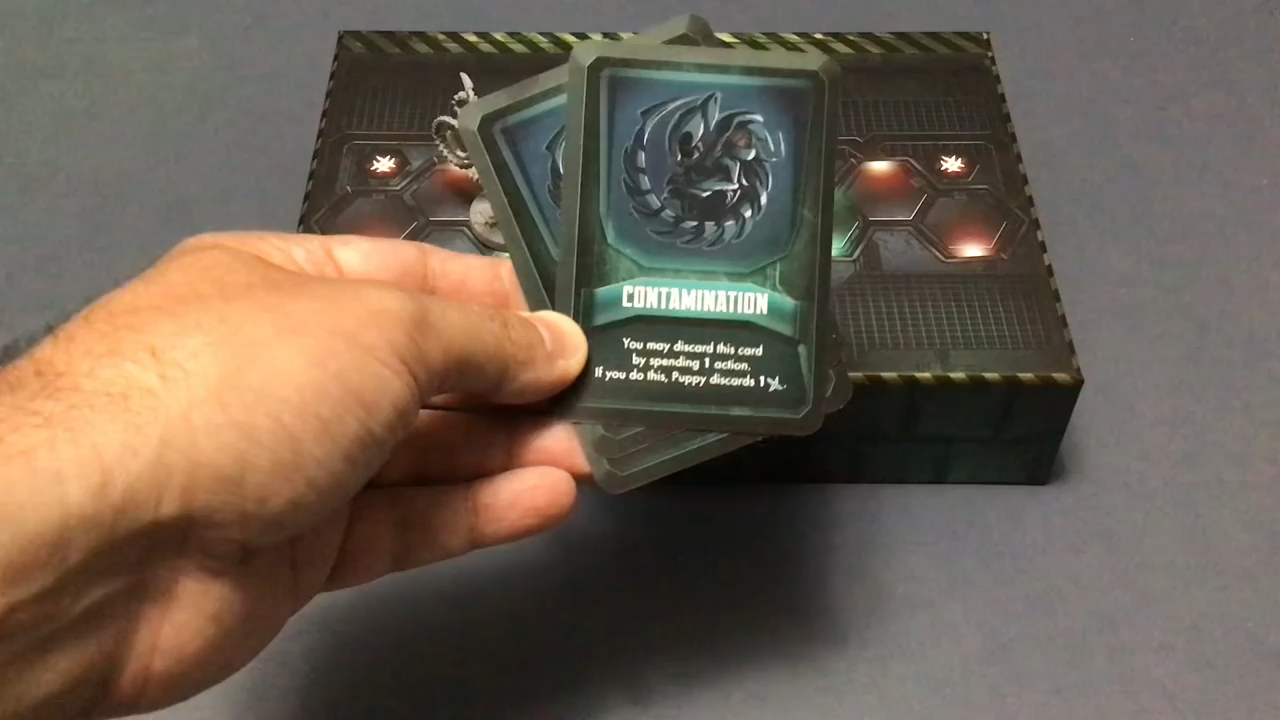 CONTAMINATION
You may discard this card
by spending 1 action.
If you do this, Puppy discards 1